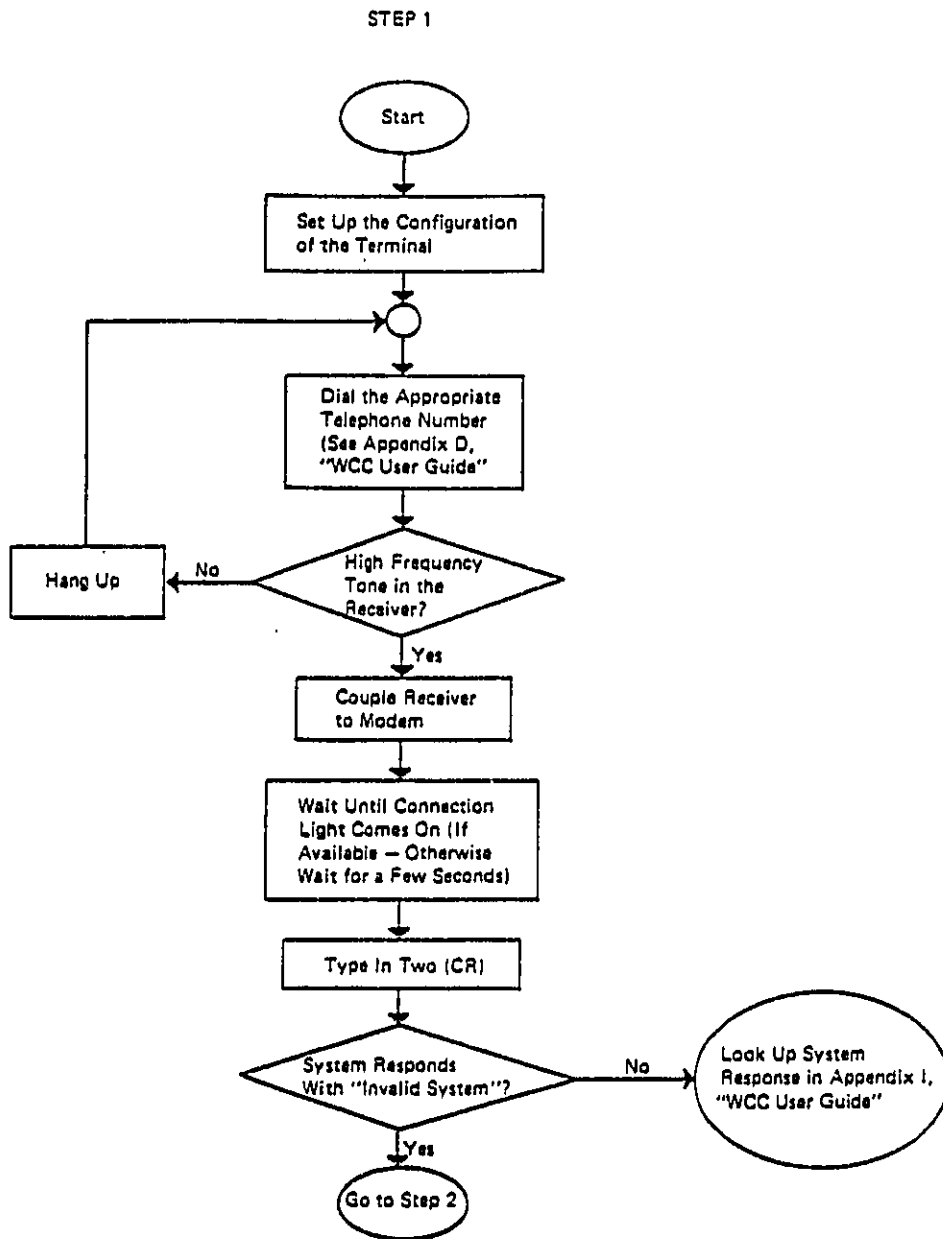 STEP 1
Start
Set Up the Configuration
of the Terminal
Dial the Appropriate
Telephone Number
(See Appendix D,
"WCC User Guide"
High Frequency
Tone in the
Receiver?
No
Hang Up
Yes
Couple Receiver
to Modem
Wait Until Connection
Light Comes On (If
Available — Otherwise
Wait for a Few Seconds)
Type In Two (CR)
System Responds
With "Invalid System"?
No
Look Up System
Response in Appendix I,
"WCC User Guide"
Yes
Go to Step 2